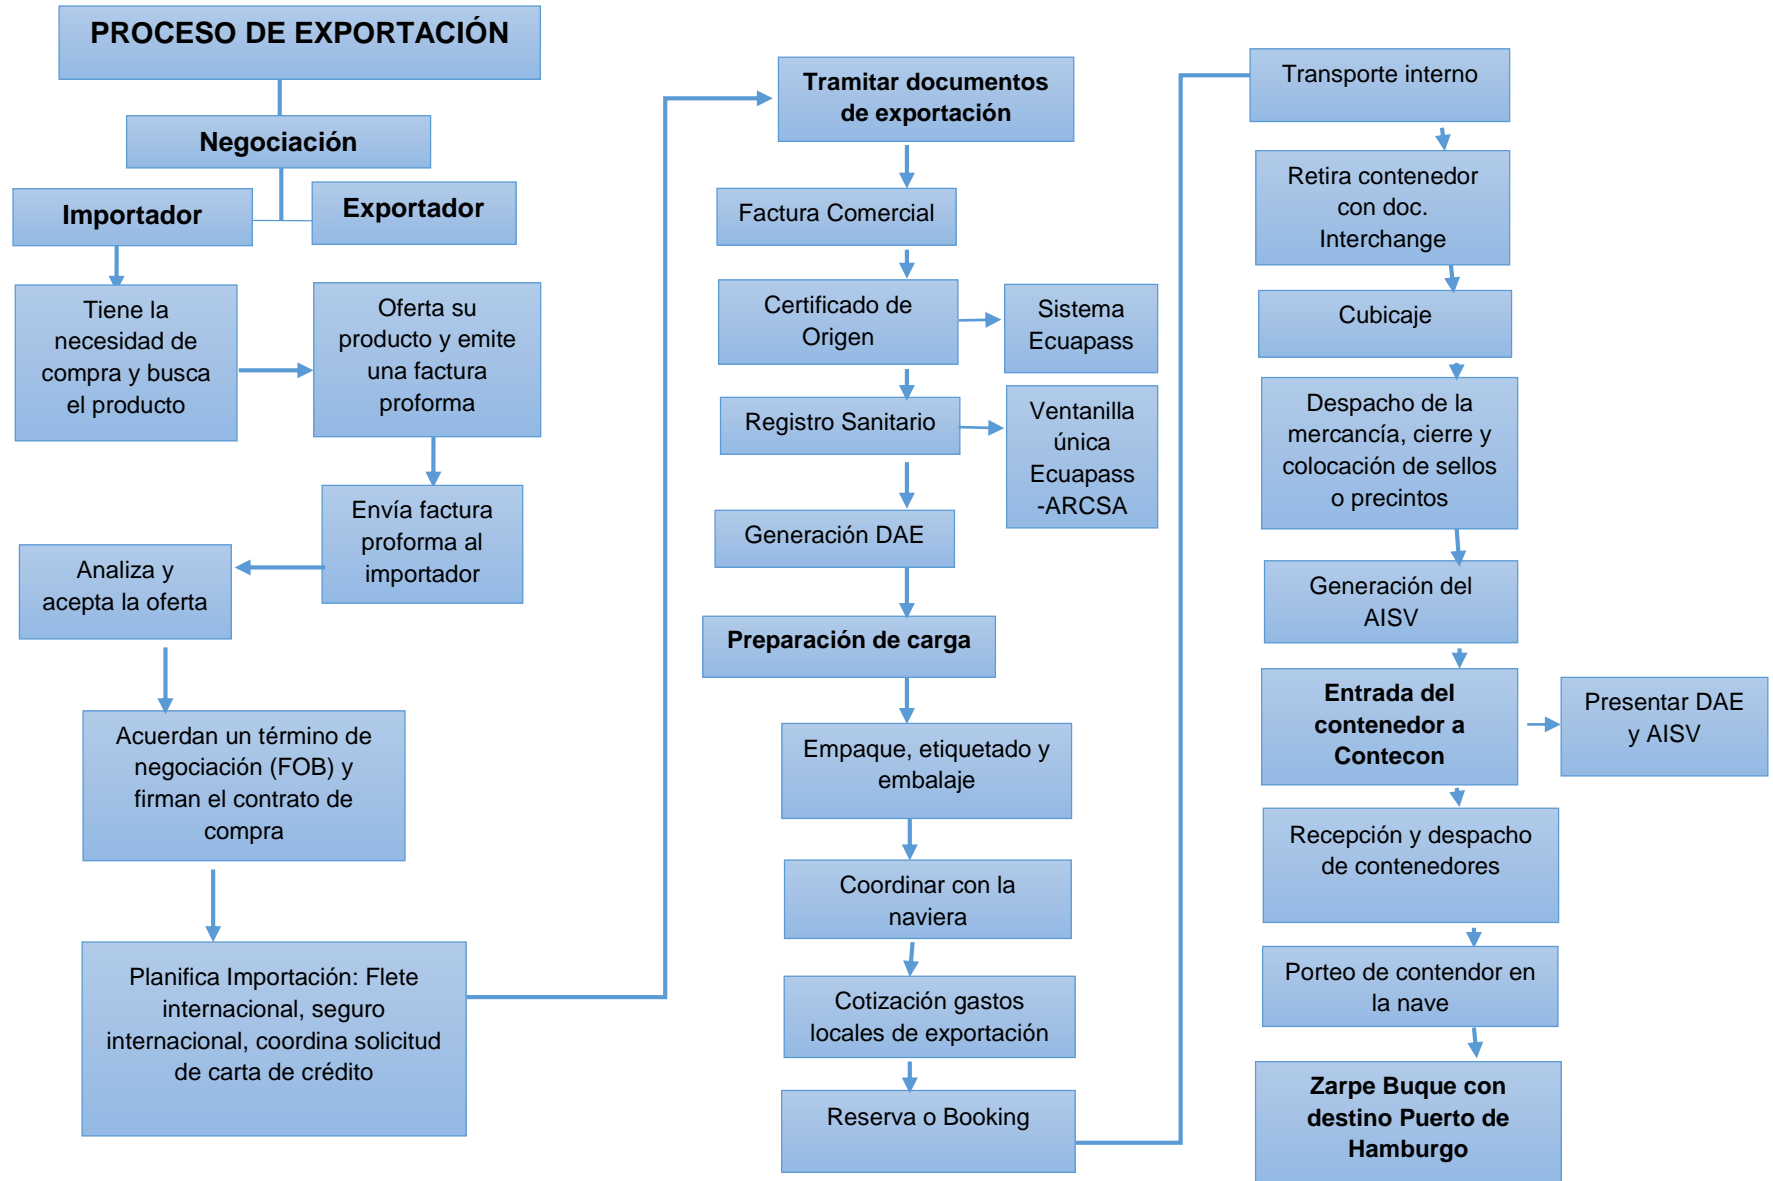 PROCESO DE EXPORTACIÓN
Negociación
Importador
Exportador
Tiene la
necesidad de
compra y busca
el producto
Oferta su
producto y emite
una factura
proforma
Envía factura
proforma al
importador
Analiza y
acepta la oferta
Acuerdan un término de
negociación (FOB) y
firman el contrato de
compra
Planifica Importación: Flete
internacional, seguro
internacional, coordina solicitud
de carta de crédito
Tramitar documentos
de exportación
Factura Comercial
Certificado de
Origen
Sistema
Ecuapass
Registro Sanitario
Ventanilla
única
Ecuapass
-ARCSA
Generación DAE
Preparación de carga
Empaque, etiquetado y
embalaje
Coordinar con la
naviera
Cotización gastos
locales de exportación
Reserva o Booking
Transporte interno
Retira contenedor
con doc.
Interchange
Cubicaje
Despacho de la
mercancía, cierre y
colocación de sellos
o precintos
Generación del
AISV
Entrada del
contenedor a
Contecon
Presentar DAE
y AISV
Recepción y despacho
de contenedores
Porteo de contendor en
la nave
Zarpe Buque con
destino Puerto de
Hamburgo